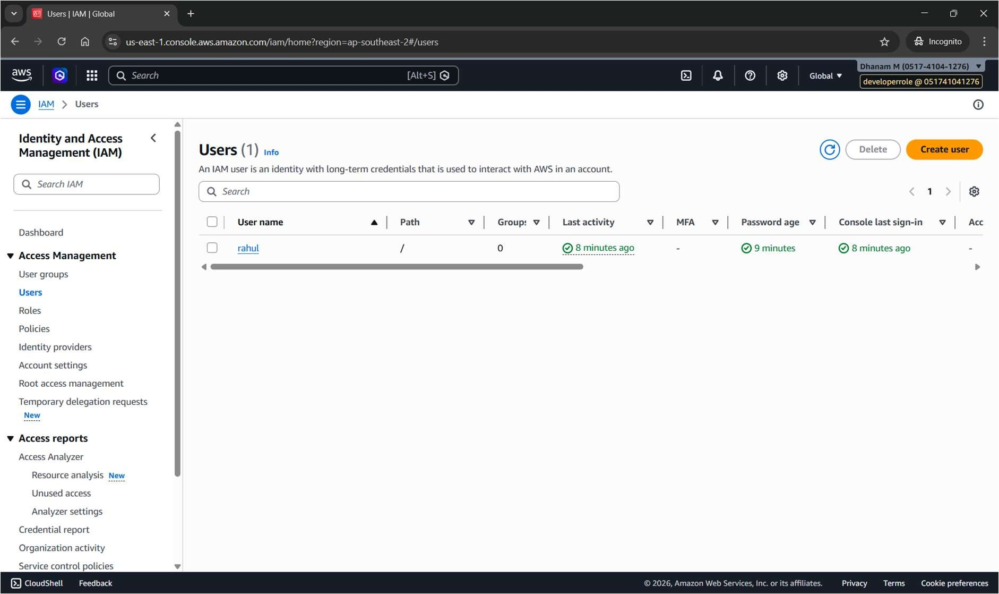 Users | IAM | Global
us-east-1.console.aws.amazon.com/iam/home?region=ap-southeast-2#/users
Incognito
aws
Search
[Alt+S]
Global
Dhanam M (0517-4104-1276)
developerrole @ 051741041276
IAM
Users
Identity and Access Management (IAM)
Search IAM
Dashboard
Access Management
User groups
Users
Roles
Policies
Identity providers
Account settings
Root access management
Temporary delegation requests
New
Access reports
Access Analyzer
Resource analysis New
Unused access
Analyzer settings
Credential report
Organization activity
Service control policies
Users (1) Info
Delete
Create user
An IAM user is an identity with long-term credentials that is used to interact with AWS in an account.
Search
1
User name Path Groups Last activity MFA Password age Console last sign-in Acc
rahul / 0 8 minutes ago - 9 minutes 8 minutes ago -
CloudShell Feedback
© 2026, Amazon Web Services, Inc. or its affiliates. Privacy Terms Cookie preferences